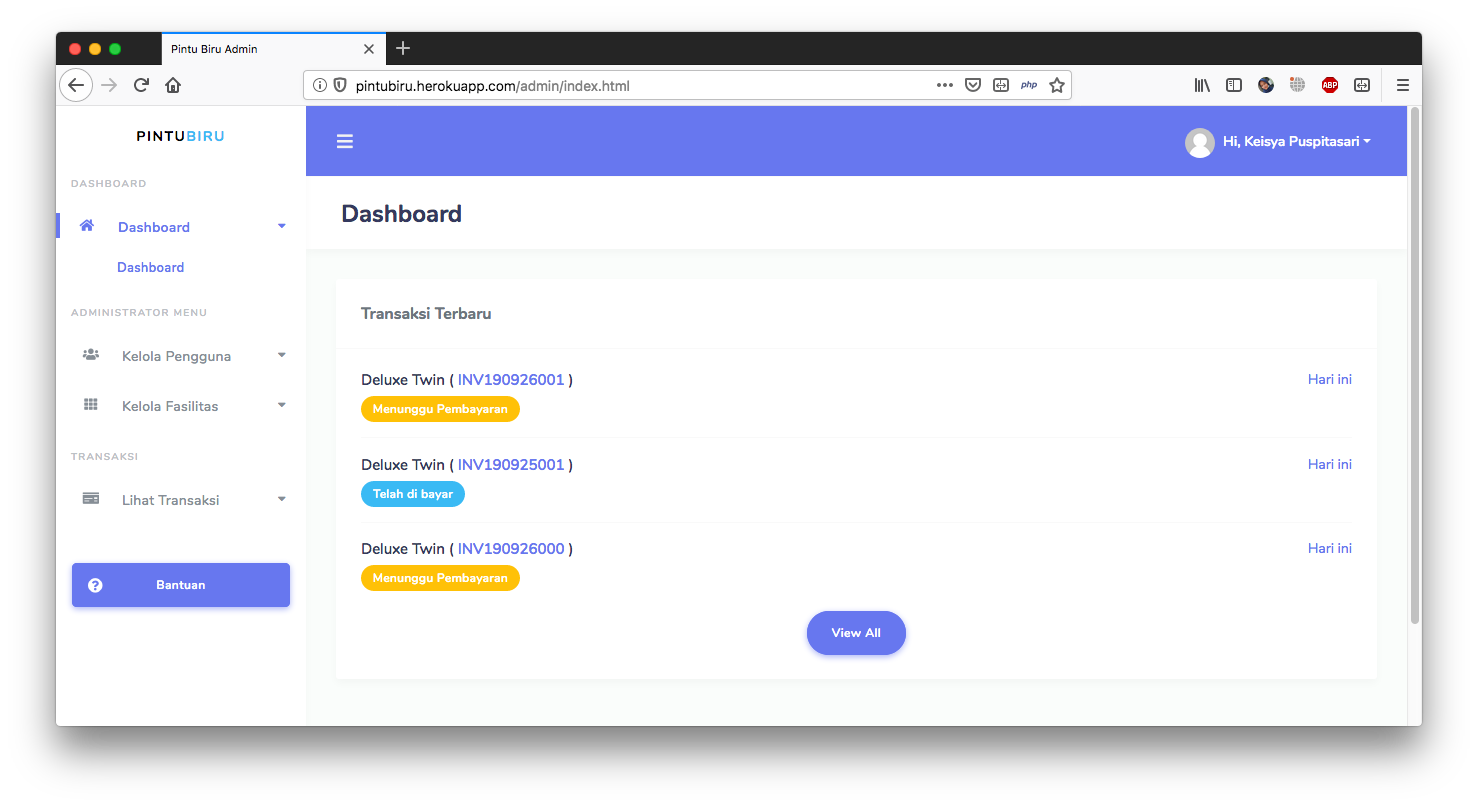 Pintu Biru Admin
pintubiru.herokuapp.com/admin/index.html
php
ABP
PINTUBIRU
Hi, Keisya Puspitasari
DASHBOARD
Dashboard
Dashboard
ADMINISTRATOR MENU
Kelola Pengguna
Kelola Fasilitas
TRANSAKSI
Lihat Transaksi
Bantuan
Dashboard
Transaksi Terbaru
Deluxe Twin ( INV190926001 )
Hari ini
Menunggu Pembayaran
Deluxe Twin ( INV190925001 )
Hari ini
Telah di bayar
Deluxe Twin ( INV190926000 )
Hari ini
Menunggu Pembayaran
View All